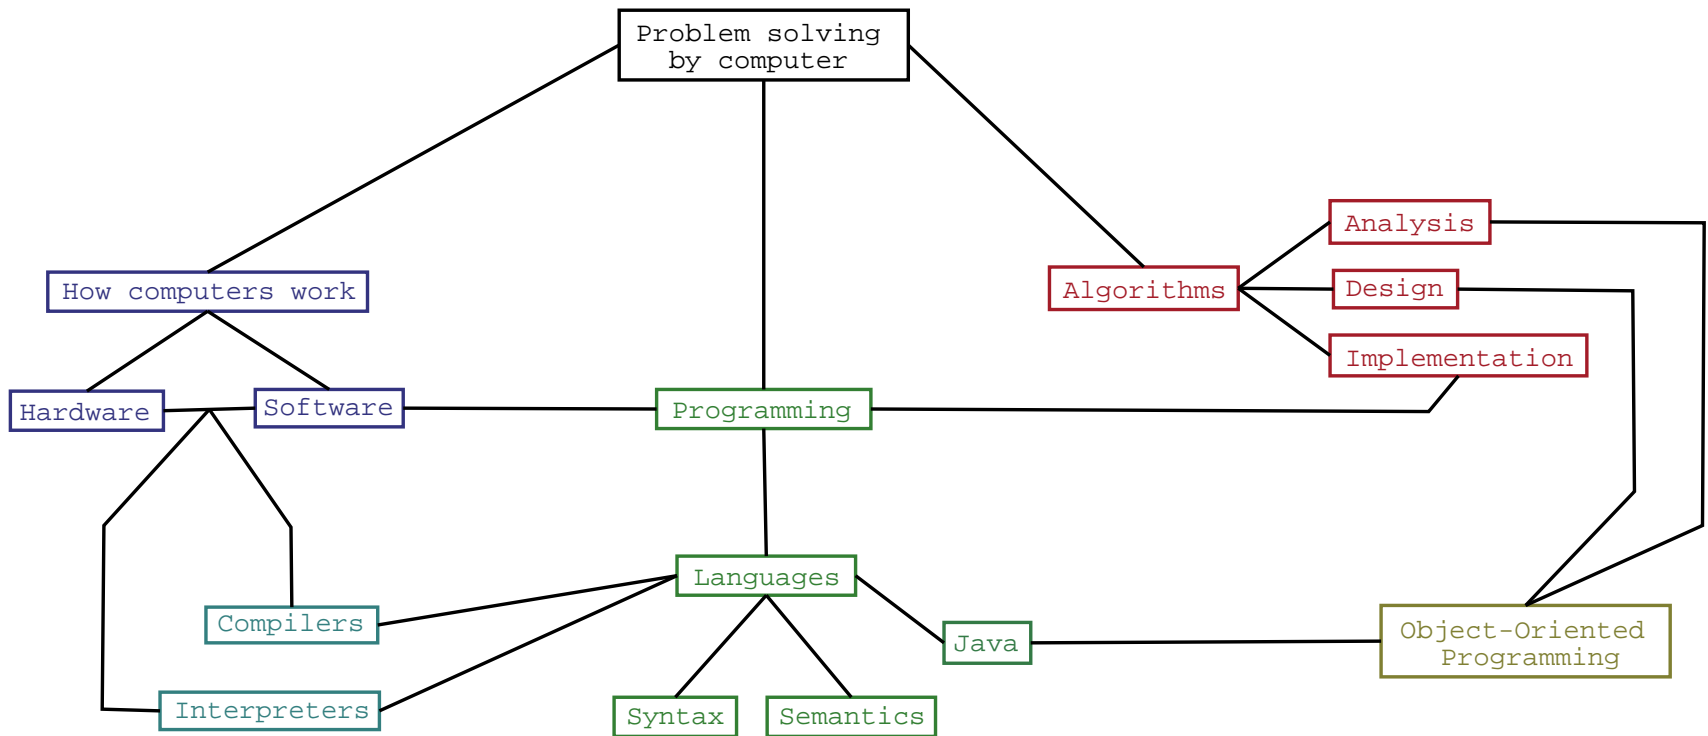 Problem solving
by computer
Analysis
How computers work
Algorithms
Design
Implementation
Hardware
Software
Programming
Languages
Compilers
Java
Object-Oriented
Programming
Interpreters
Syntax
Semantics